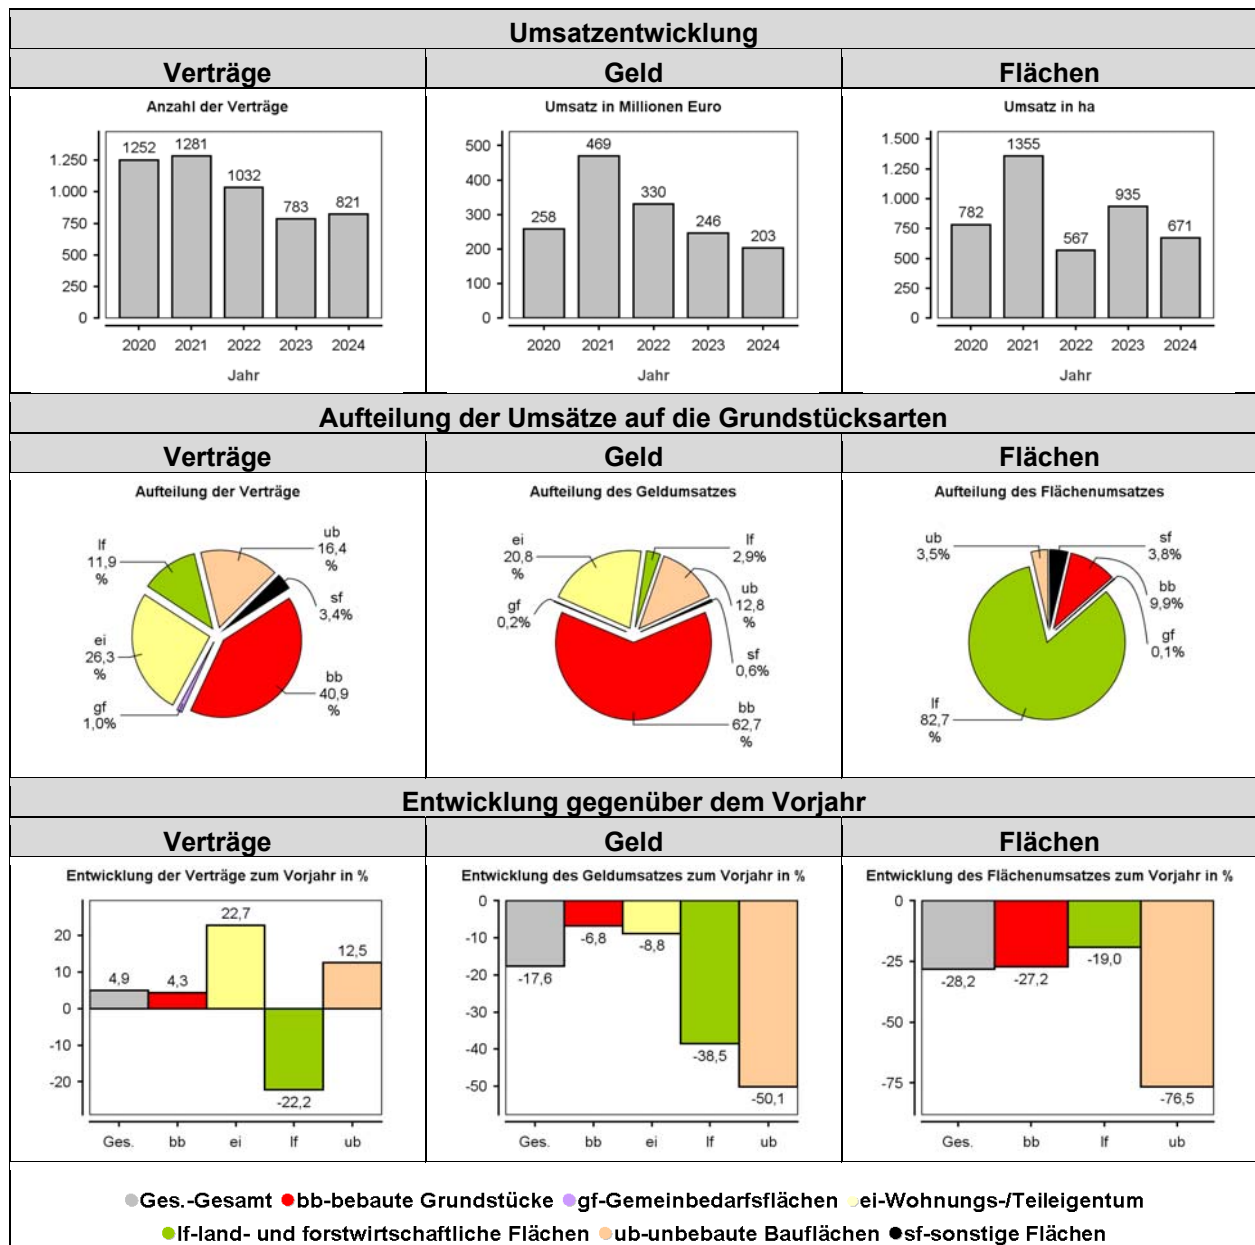 Umsatzentwicklung
Verträge
Geld
Flächen
Anzahl der Verträge
1.250
1.000
750
500
250
0
1252
1281
1032
783
821
2020 2021 2022 2023 2024
Jahr
Umsatz in Millionen Euro
500
400
300
200
100
0
258
469
330
246
203
2020 2021 2022 2023 2024
Jahr
Umsatz in ha
1.500
1.250
1.000
750
500
250
0
782
1355
567
935
671
2020 2021 2022 2023 2024
Jahr
Aufteilung der Umsätze auf die Grundstücksarten
Verträge
Geld
Flächen
Aufteilung der Verträge
lf
11,9
%
ub
16,4
%
sf
3,4%
ei
26,3
%
bb
40,9
%
gf
1,0%
Aufteilung des Geldumsatzes
ei
20,8
%
lf
2,9%
ub
12,8
%
gf
0,2%
sf
0,6%
bb
62,7
%
Aufteilung des Flächenumsatzes
ub
3,5%
sf
3,8%
bb
9,9%
gf
0,1%
lf
82,7
%
Entwicklung gegenüber dem Vorjahr
Verträge
Geld
Flächen
Entwicklung der Verträge zum Vorjahr in %
20
10
0
-10
-20
4,9
4,3
22,7
-22,2
12,5
Ges. bb ei lf ub
Entwicklung des Geldumsatzes zum Vorjahr in %
0
-10
-20
-30
-40
-50
-17,6
-6,8
-8,8
-38,5
-50,1
Ges. bb ei lf ub
Entwicklung des Flächenumsatzes zum Vorjahr in %
0
-25
-50
-75
-28,2
-27,2
-19,0
-76,5
Ges. bb lf ub
Ges.-Gesamt bb-bebaute Grundstücke gf-Gemeinbedarfsflächen ei-Wohnungs-/Teileigentum
lf-land- und forstwirtschaftliche Flächen ub-unbebaute Bauflächen sf-sonstige Flächen